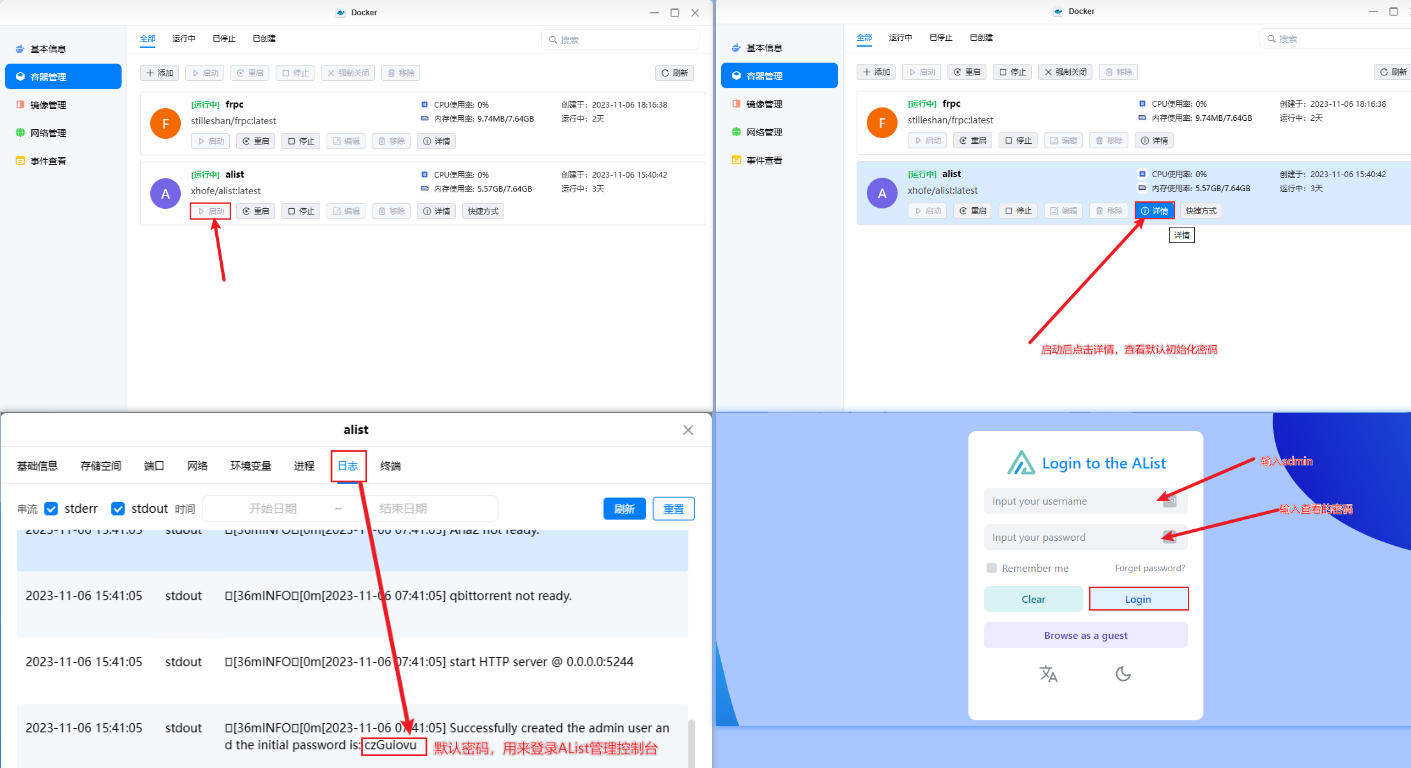 Docker
基本信息
容器管理
镜像管理
网络管理
事件查看
全部 运行中 已停止 已创建
搜索
添加 启动 重启 停止 强制关闭 移除 刷新
[运行中] frpc
stilleshan/frpc:latest
CPU使用率: 0%
内存使用率: 9.74MB/7.64GB
创建于: 2023-11-06 18:16:38
运行中: 2天
F
启动 重启 停止 编辑 移除 详情
[运行中] alist
xhofe/alist:latest
CPU使用率: 0%
内存使用率: 5.57GB/7.64GB
创建于: 2023-11-06 15:40:42
运行中: 3天
A
启动 重启 停止 编辑 移除 详情 快捷方式
Docker
基本信息
容器管理
镜像管理
网络管理
事件查看
全部 运行中 已停止 已创建
搜索
添加 启动 重启 停止 强制关闭 移除 刷新
[运行中] frpc
stilleshan/frpc:latest
CPU使用率: 0%
内存使用率: 9.74MB/7.64GB
创建于: 2023-11-06 18:16:38
运行中: 2天
F
启动 重启 停止 编辑 移除 详情
[运行中] alist
xhofe/alist:latest
CPU使用率: 0%
内存使用率: 5.57GB/7.64GB
创建于: 2023-11-06 15:40:42
运行中: 3天
A
启动 重启 停止 编辑 移除 详情 快捷方式
详情
启动后点击详情，查看默认初始化密码
alist
基础信息 存储空间 端口 网络 环境变量 进程 日志 终端
串流 stderr stdout 时间 开始日期 ~ 结束日期 刷新 重置
2023-11-06 15:41:05 stdout □[36mINFO□[0m[2023-11-06 07:41:05] Aria2 not ready.
2023-11-06 15:41:05 stdout □[36mINFO□[0m[2023-11-06 07:41:05] qbittorrent not ready.
2023-11-06 15:41:05 stdout □[36mINFO□[0m[2023-11-06 07:41:05] start HTTP server @ 0.0.0.0:5244
2023-11-06 15:41:05 stdout □[36mINFO□[0m[2023-11-06 07:41:05] Successfully created the admin user an
d the initial password is: czGuiovu
默认密码，用来登录AList管理控制台
Login to the AList
输入admin
Input your username
输入查看的密码
Input your password
Remember me Forget password?
Clear Login
Browse as a guest